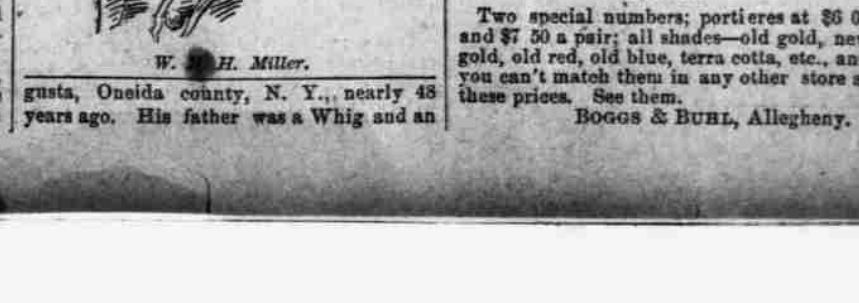 W. H. Miller.
gusta, Oneida county, N. Y., nearly 48
years ago. His father was a Whig and an
Two special numbers; portieres at $6
and $7 50 a pair; all shades—old gold,
gold, old red, old blue, terra cotta, etc.,
you can't match them in any other store
these prices. See them.
BOGGS & BUHL, Allegheny.